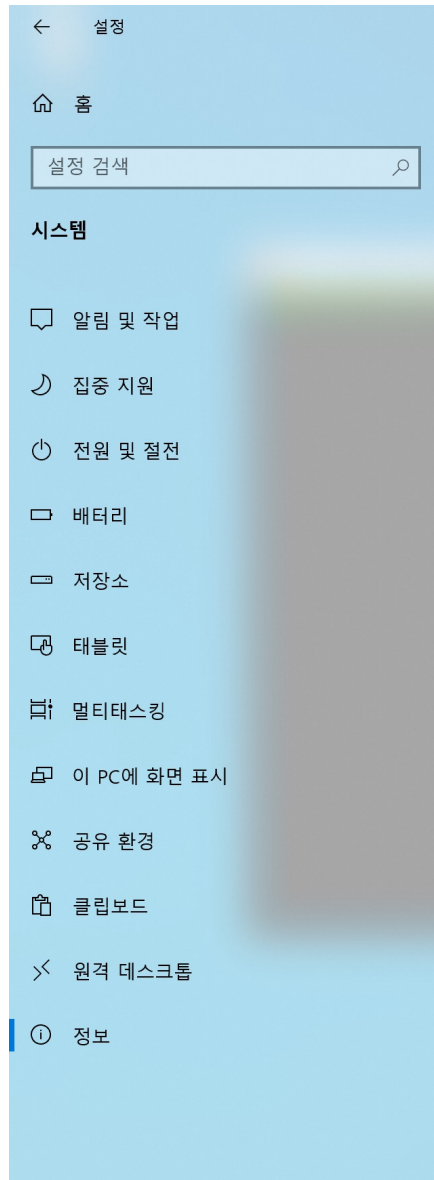 설정
홈
설정 검색
시스템
알림 및 작업
집중 지원
전원 및 절전
배터리
저장소
태블릿
멀티태스킹
이 PC에 화면 표시
공유 환경
클립보드
원격 데스크톱
정보